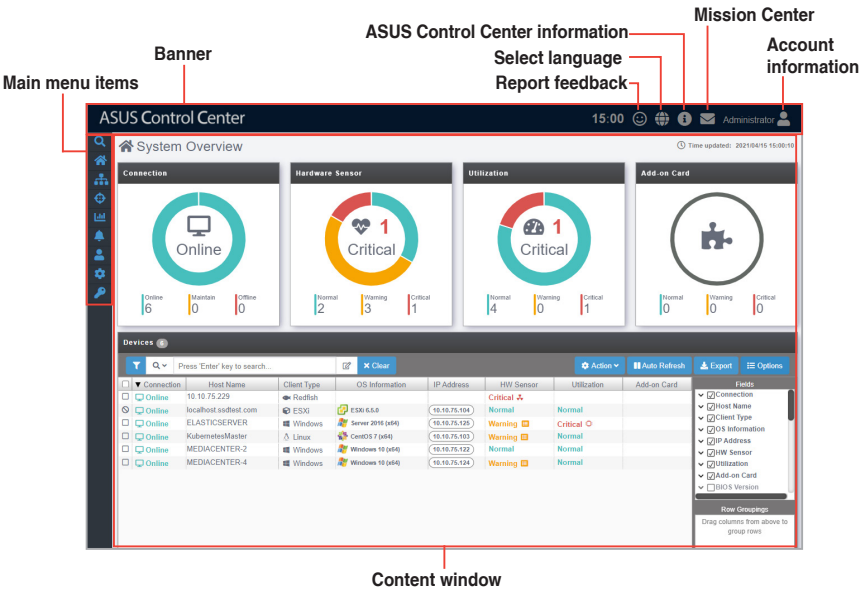 Mission Center
ASUS Control Center information
Account information
Banner
Select language
Main menu items
Report feedback
ASUS Control Center
15:00
Administrator
System Overview
Time updated: 2021/04/15 15:00:10
Connection
Hardware Sensor
Utilization
Add-on Card
Online
1
Critical
1
Critical
Online 6
Maintain 0
Offline 0
Normal 2
Warning 3
Critical 1
Normal 4
Warning 0
Critical 1
Normal 0
Warning 0
Critical 0
Devices 6
Press 'Enter' key to search...
Clear
Action
Auto Refresh
Export
Options
Connection Host Name Client Type OS Information IP Address HW Sensor Utilization Add-on Card
Online 10.10.75.229 Redfish Critical
Online localhost.ssdtest.com ESXi ESXi 6.5.0 10.10.75.104 Normal Normal
Online ELASTICSERVER Windows Server 2016 (x64) 10.10.75.125 Warning Critical
Online KubernetesMaster Linux CentOS 7 (x64) 10.10.75.103 Warning Normal
Online MEDIACENTER-2 Windows Windows 10 (x64) 10.10.75.122 Normal Normal
Online MEDIACENTER-4 Windows Windows 10 (x64) 10.10.75.124 Warning Normal
Fields
Connection
Host Name
Client Type
OS Information
IP Address
HW Sensor
Utilization
Add-on Card
BIOS Version
Row Groupings
Drag columns from above to
group rows
Content window